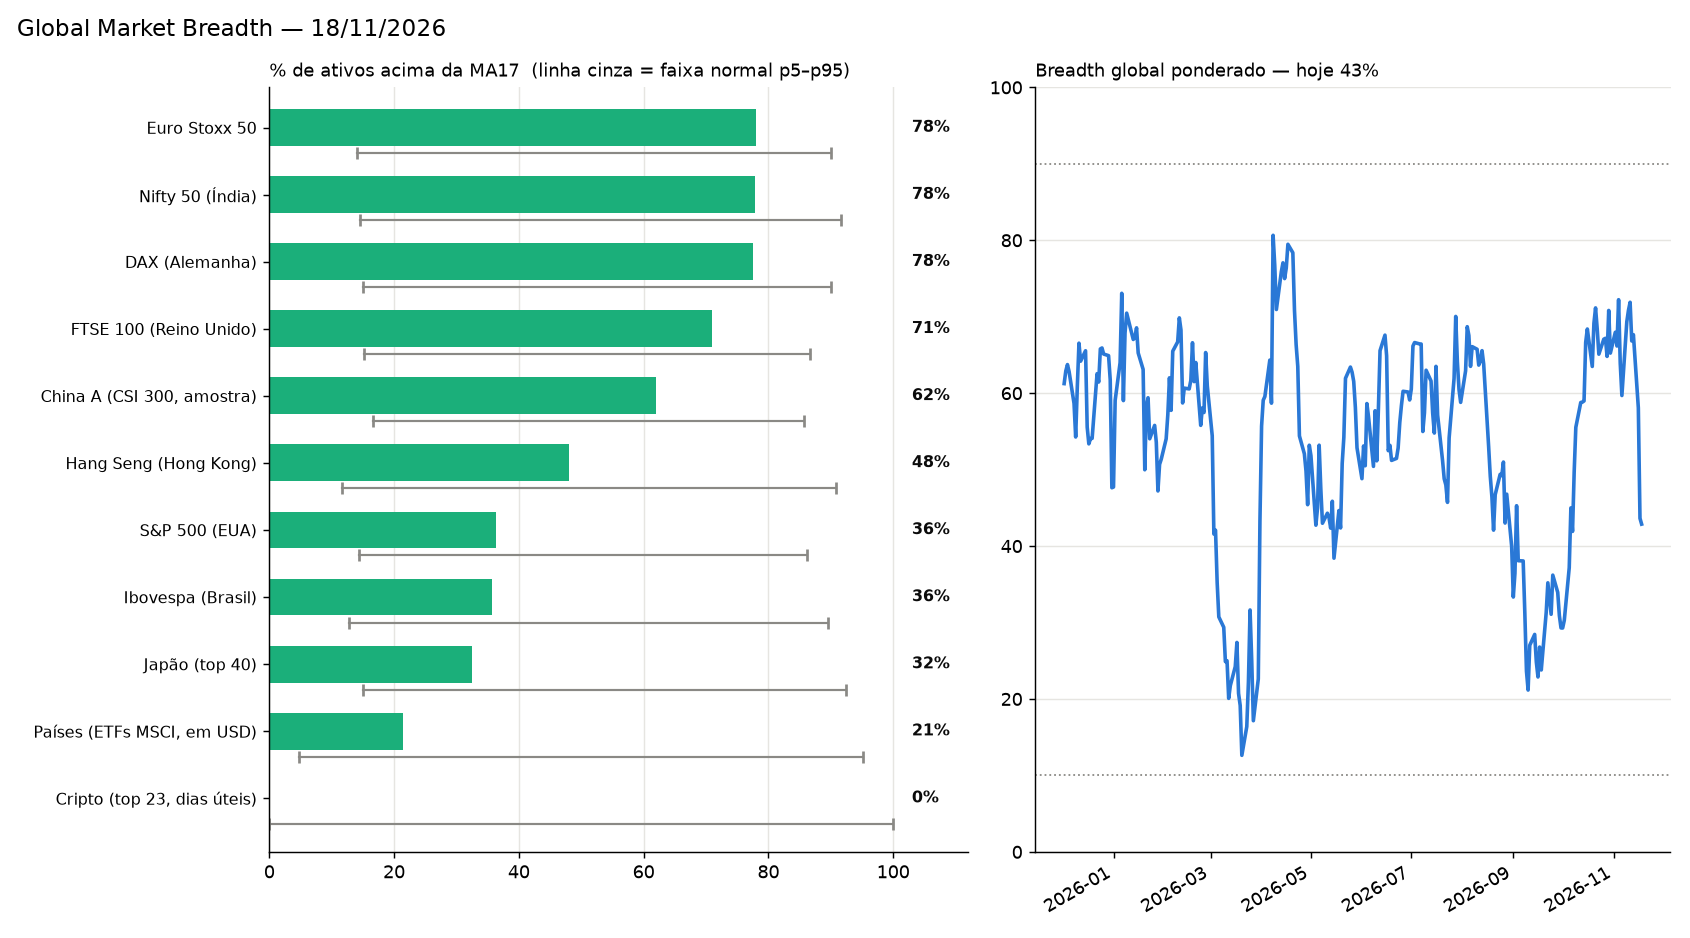 Global Market Breadth — 18/11/2026
% de ativos acima da MA17  (linha cinza = faixa normal p5–p95)
Euro Stoxx 50
78%
Nifty 50 (Índia)
78%
DAX (Alemanha)
78%
FTSE 100 (Reino Unido)
71%
China A (CSI 300, amostra)
62%
Hang Seng (Hong Kong)
48%
S&P 500 (EUA)
36%
Ibovespa (Brasil)
36%
Japão (top 40)
32%
Países (ETFs MSCI, em USD)
21%
Cripto (top 23, dias úteis)
0%
0 20 40 60 80 100
Breadth global ponderado — hoje 43%
100
80
60
40
20
0
2026-01 2026-03 2026-05 2026-07 2026-09 2026-11